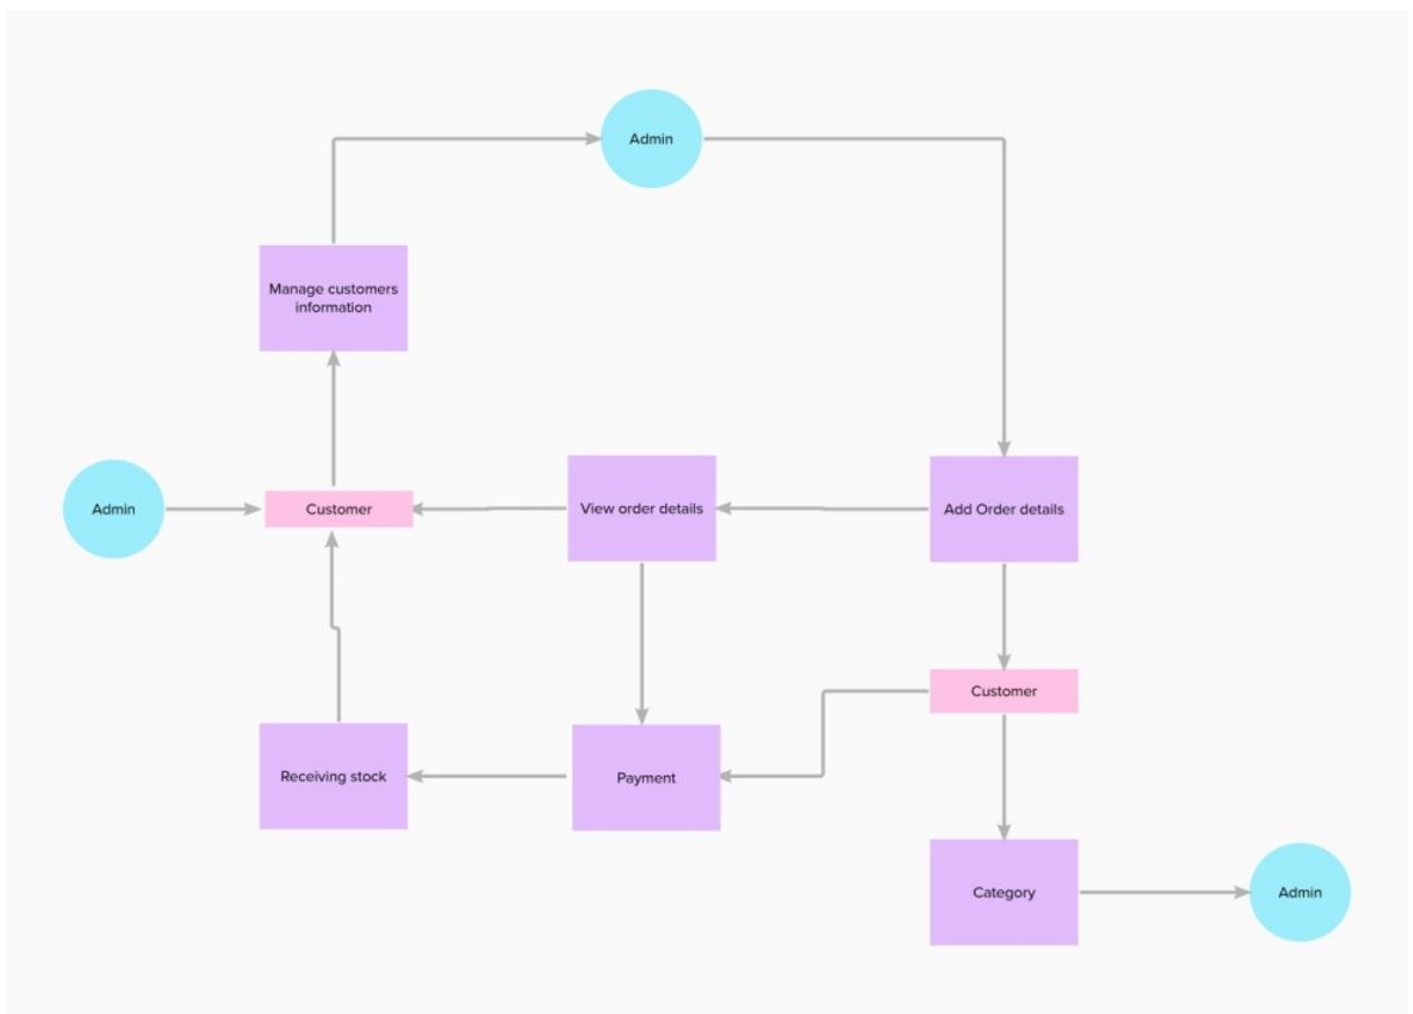 Admin
Manage customers
information
Admin
Customer
View order details
Add Order details
Customer
Receiving stock
Payment
Category
Admin